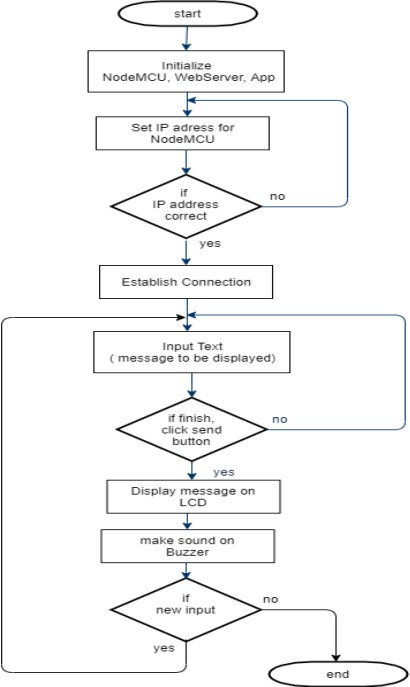 start
Initialize
NodeMCU, WebServer, App
Set IP adress for
NodeMCU
if
IP address
correct
no
yes
Establish Connection
Input Text
( message to be displayed)
if finish,
click send
button
no
yes
Display message on
LCD
make sound on
Buzzer
if
new input
no
yes
end